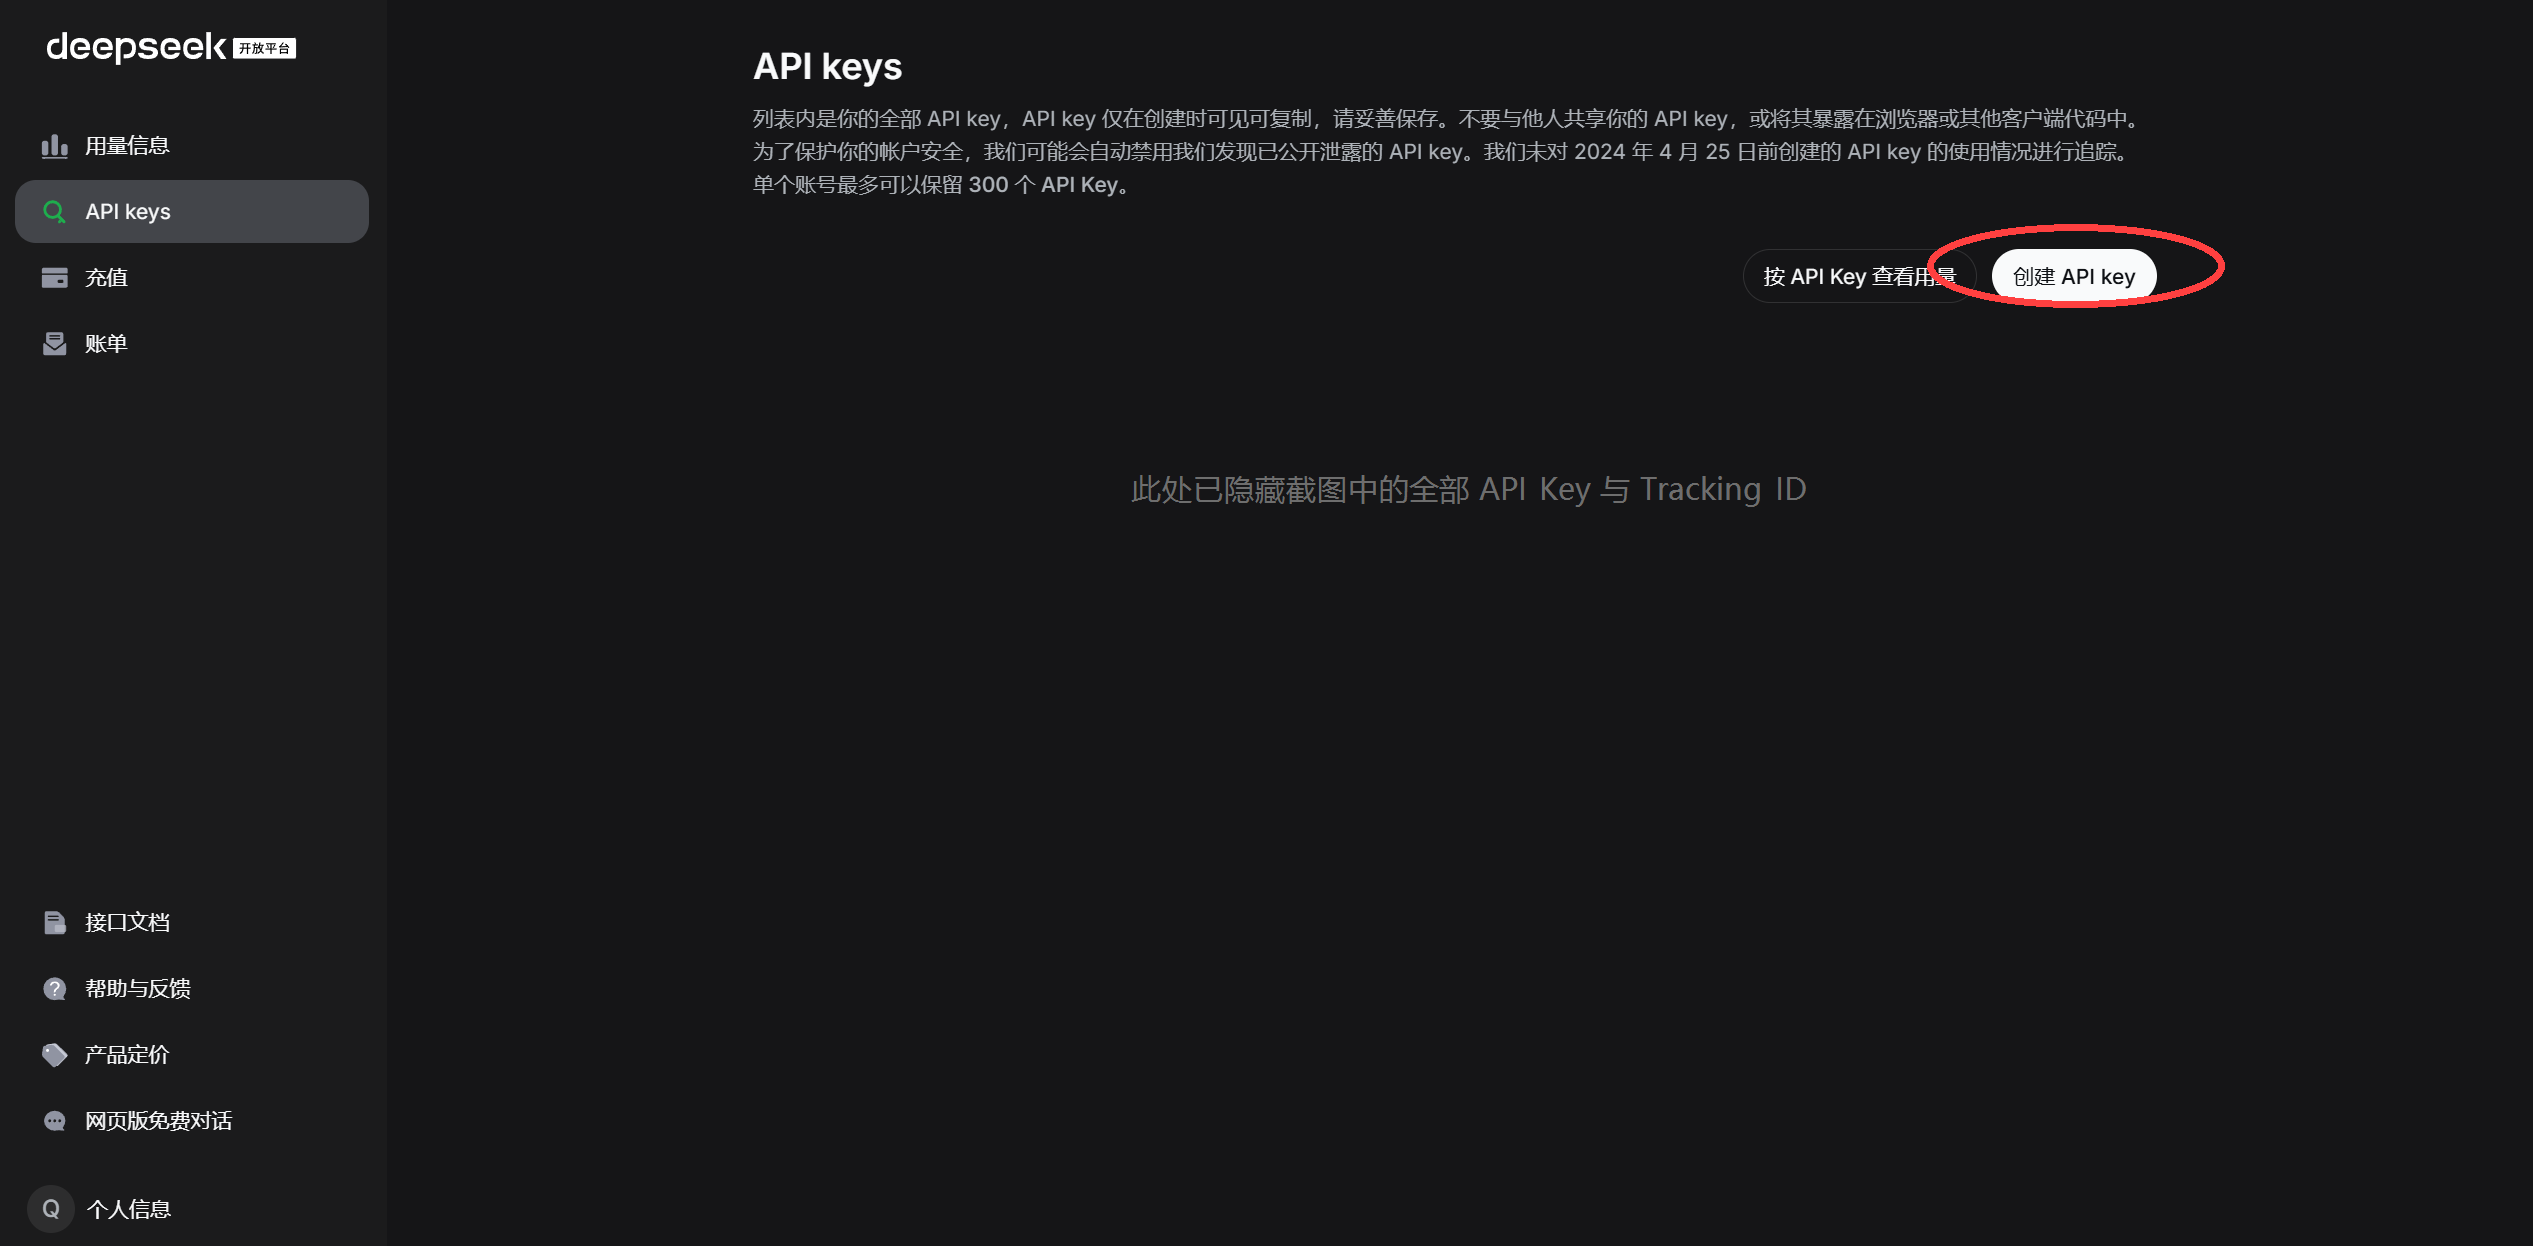 deepseek 开放平台
用量信息
API keys
充值
账单
接口文档
帮助与反馈
产品定价
网页版免费对话
Q 个人信息
API keys
列表内是你的全部 API key，API key 仅在创建时可见可复制，请妥善保存。不要与他人共享你的 API key，或将其暴露在浏览器或其他客户端代码中。
为了保护你的帐户安全，我们可能会自动禁用我们发现已公开泄露的 API key。我们未对 2024 年 4 月 25 日前创建的 API key 的使用情况进行追踪。
单个账号最多可以保留 300 个 API Key。
按 API Key 查看用量 创建 API key
此处已隐藏截图中的全部 API Key 与 Tracking ID